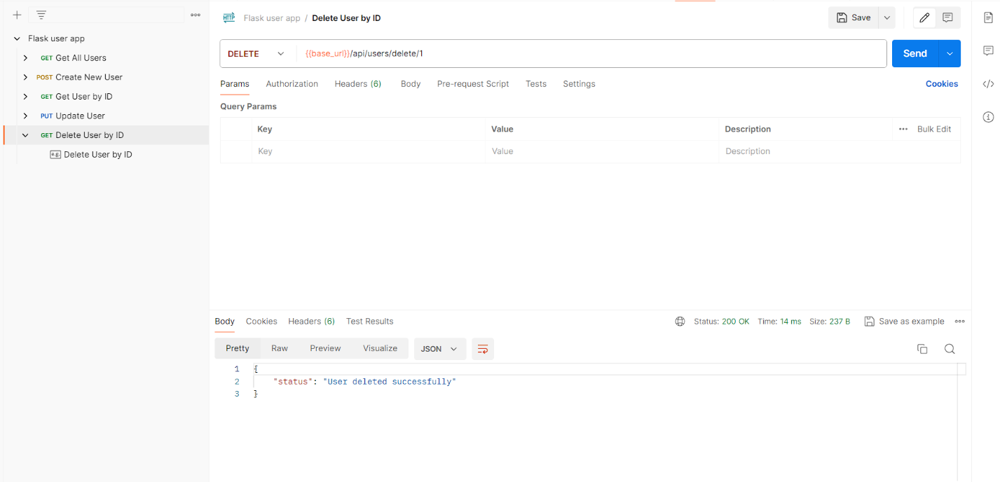 HTTP Flask user app / Delete User by ID
Save
Flask user app
GET Get All Users
POST Create New User
GET Get User by ID
PUT Update User
GET Delete User by ID
e.g. Delete User by ID
DELETE {{base_url}}/api/users/delete/1
Send
Params Authorization Headers (6) Body Pre-request Script Tests Settings Cookies
Query Params
Key Value Description ••• Bulk Edit
Key Value Description
Body Cookies Headers (6) Test Results Status: 200 OK Time: 14 ms Size: 237 B Save as example
Pretty Raw Preview Visualize JSON
1 {
2 "status": "User deleted successfully"
3 }